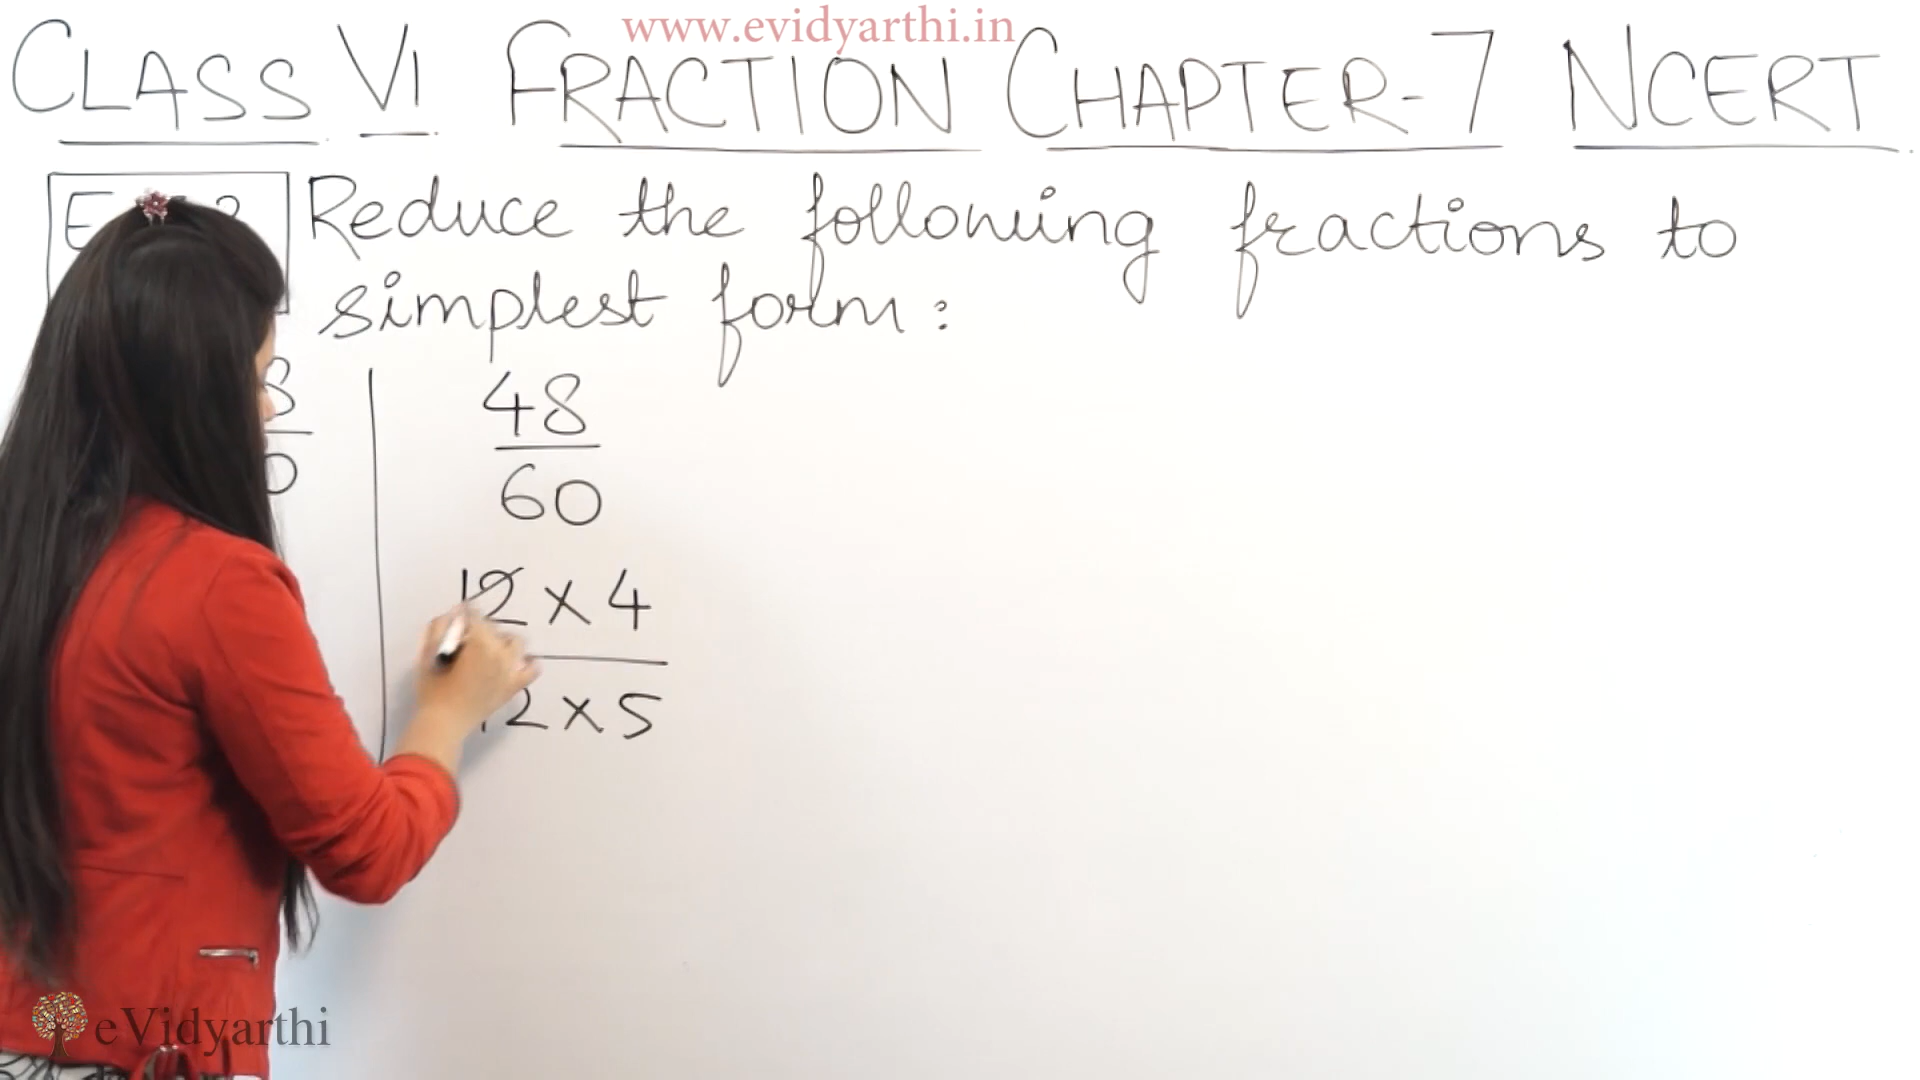 www.evidyarthi.in
CLASS VI FRACTION CHAPTER-7 NCERT
Reduce the following fractions to
simplest form:
48
60
12 × 4
12 × 5
eVidyarthi